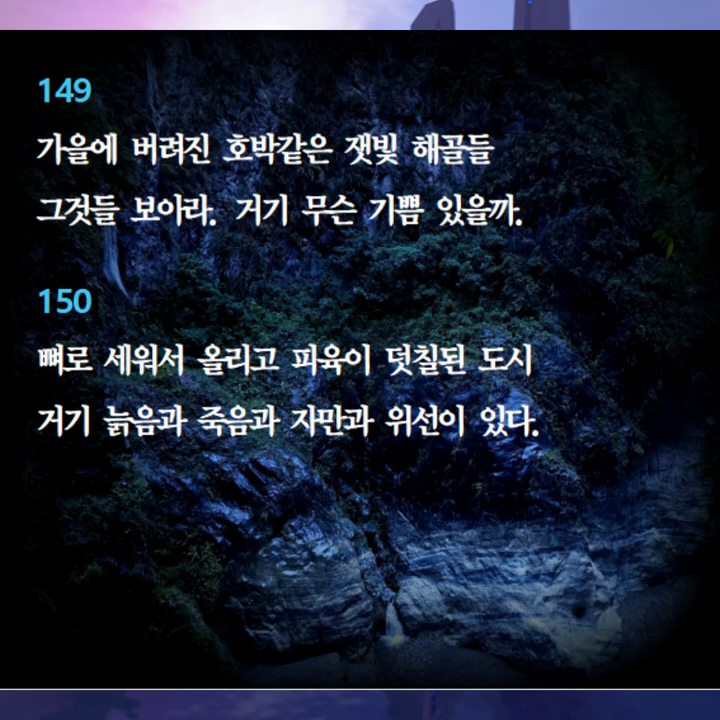 149
가을에 버려진 호박같은 잿빛 해골들
그것들 보아라. 거기 무슨 기쁨 있을까.
150
뼈로 세워서 올리고 피육이 덧칠된 도시
거기 늙음과 죽음과 자만과 위선이 있다.